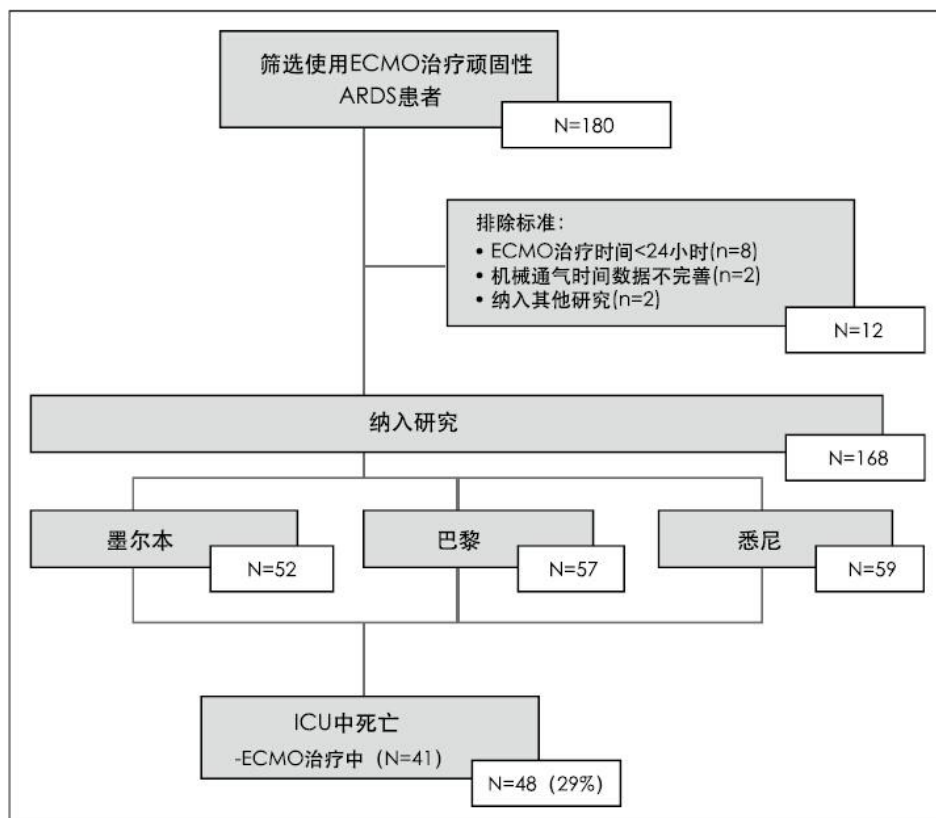 筛选使用ECMO治疗顽固性
ARDS患者
N=180
排除标准：
• ECMO治疗时间<24小时(n=8)
• 机械通气时间数据不完善(n=2)
• 纳入其他研究(n=2)
N=12
纳入研究
N=168
墨尔本
N=52
巴黎
N=57
悉尼
N=59
ICU中死亡
-ECMO治疗中（N=41）
N=48（29%）